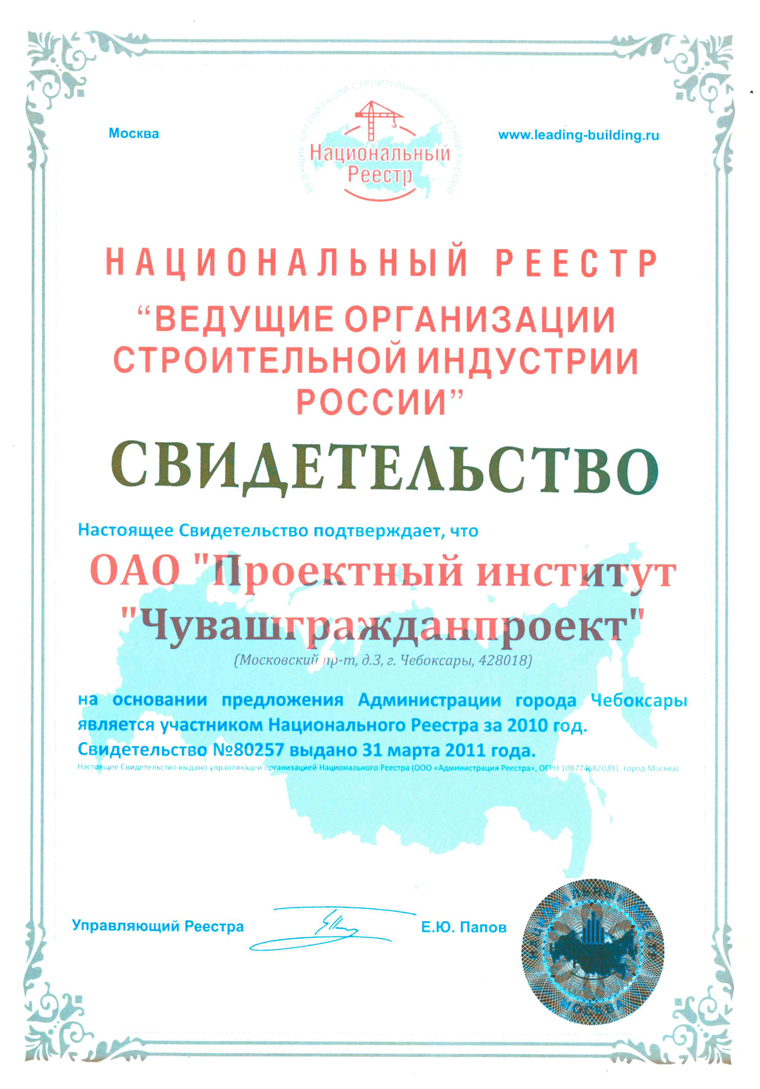 Москва
www.leading-building.ru
ВЕДУЩИЕ ОРГАНИЗАЦИИ СТРОИТЕЛЬНОЙ ИНДУСТРИИ РОССИИ
Национальный
Реестр
НАЦИОНАЛЬНЫЙ РЕЕСТР
“ВЕДУЩИЕ ОРГАНИЗАЦИИ
СТРОИТЕЛЬНОЙ ИНДУСТРИИ
РОССИИ”
СВИДЕТЕЛЬСТВО
Настоящее Свидетельство подтверждает, что
ОАО "Проектный институт
"Чувашгражданпроект"
(Московский пр-т, д.3, г. Чебоксары, 428018)
на основании предложения Администрации города Чебоксары
является участником Национального Реестра за 2010 год.
Свидетельство №80257 выдано 31 марта 2011 года.
Настоящее Свидетельство выдано управляющей организацией Национального Реестра (ООО «Администрация Реестра», ОГРН 1087746820391, город Москва)
Управляющий Реестра
Е.Ю. Папов
НАЦИОНАЛЬНЫЙ РЕЕСТР
МОСКВА